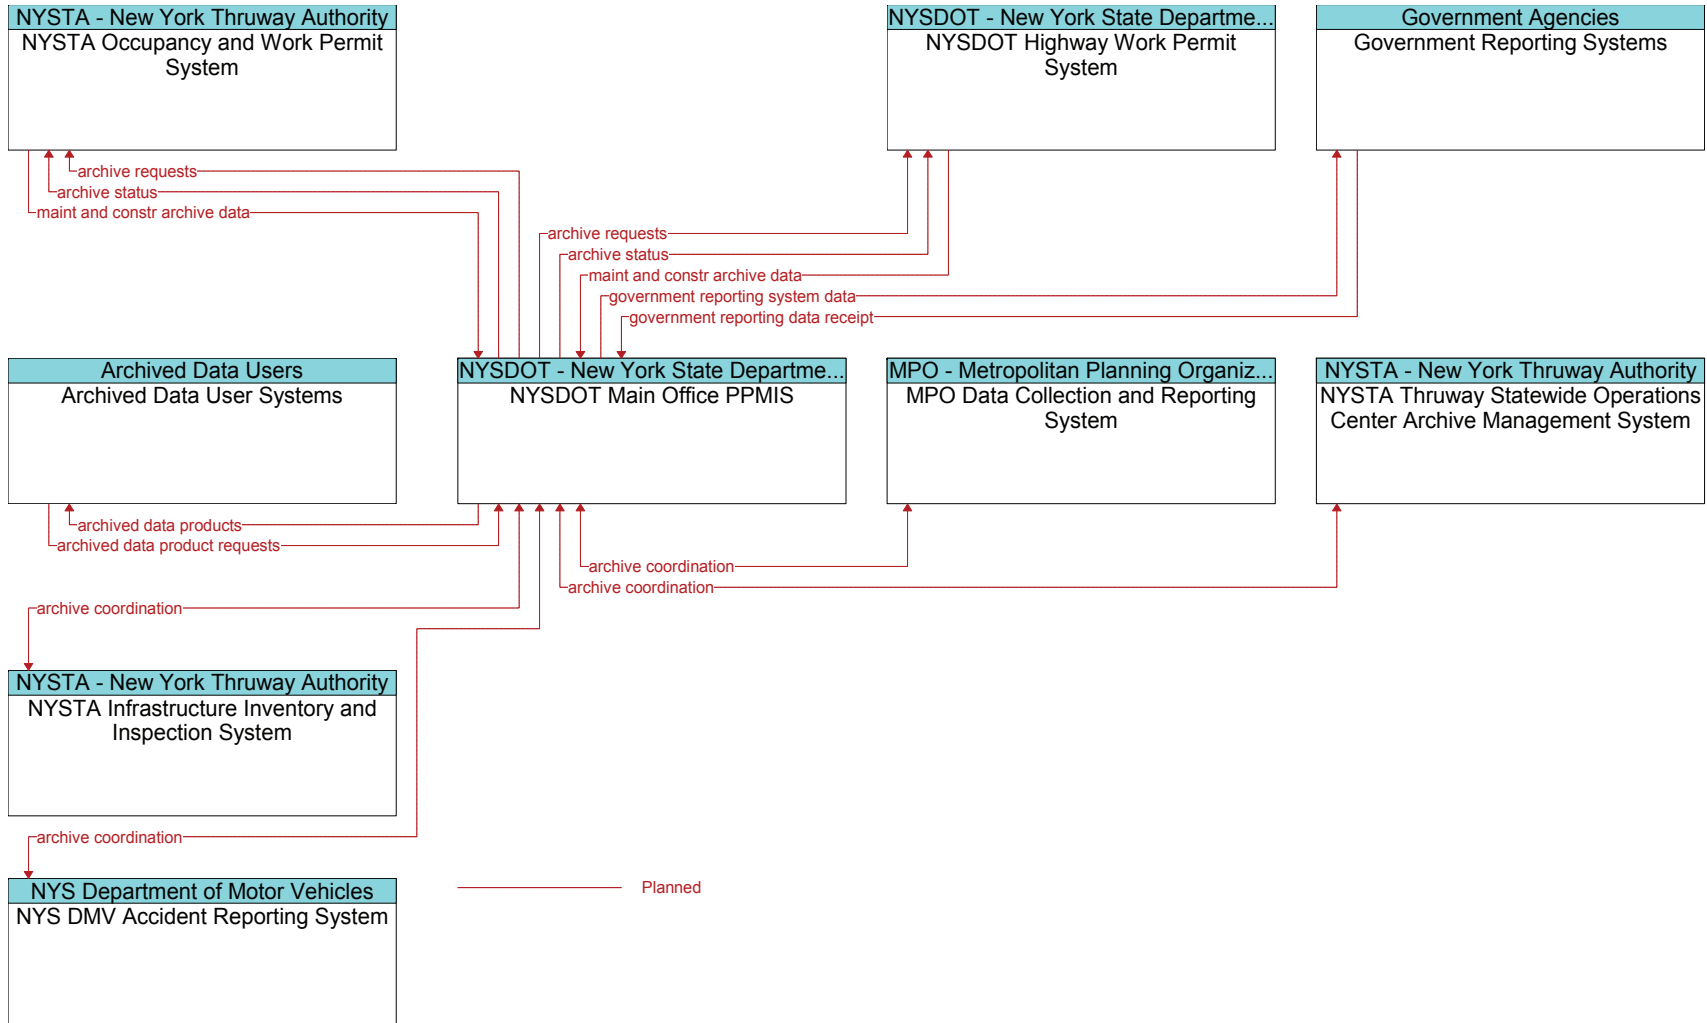 NYSTA - New York Thruway Authority
NYSTA Occupancy and Work Permit
System
NYSDOT - New York State Departme...
NYSDOT Highway Work Permit
System
Government Agencies
Government Reporting Systems
archive requests
archive status
maint and constr archive data
archive requests
archive status
maint and constr archive data
government reporting system data
government reporting data receipt
Archived Data Users
Archived Data User Systems
NYSDOT - New York State Departme...
NYSDOT Main Office PPMIS
MPO - Metropolitan Planning Organiz...
MPO Data Collection and Reporting
System
NYSTA - New York Thruway Authority
NYSTA Thruway Statewide Operations
Center Archive Management System
archived data products
archived data product requests
archive coordination
archive coordination
archive coordination
NYSTA - New York Thruway Authority
NYSTA Infrastructure Inventory and
Inspection System
archive coordination
NYS Department of Motor Vehicles
NYS DMV Accident Reporting System
Planned